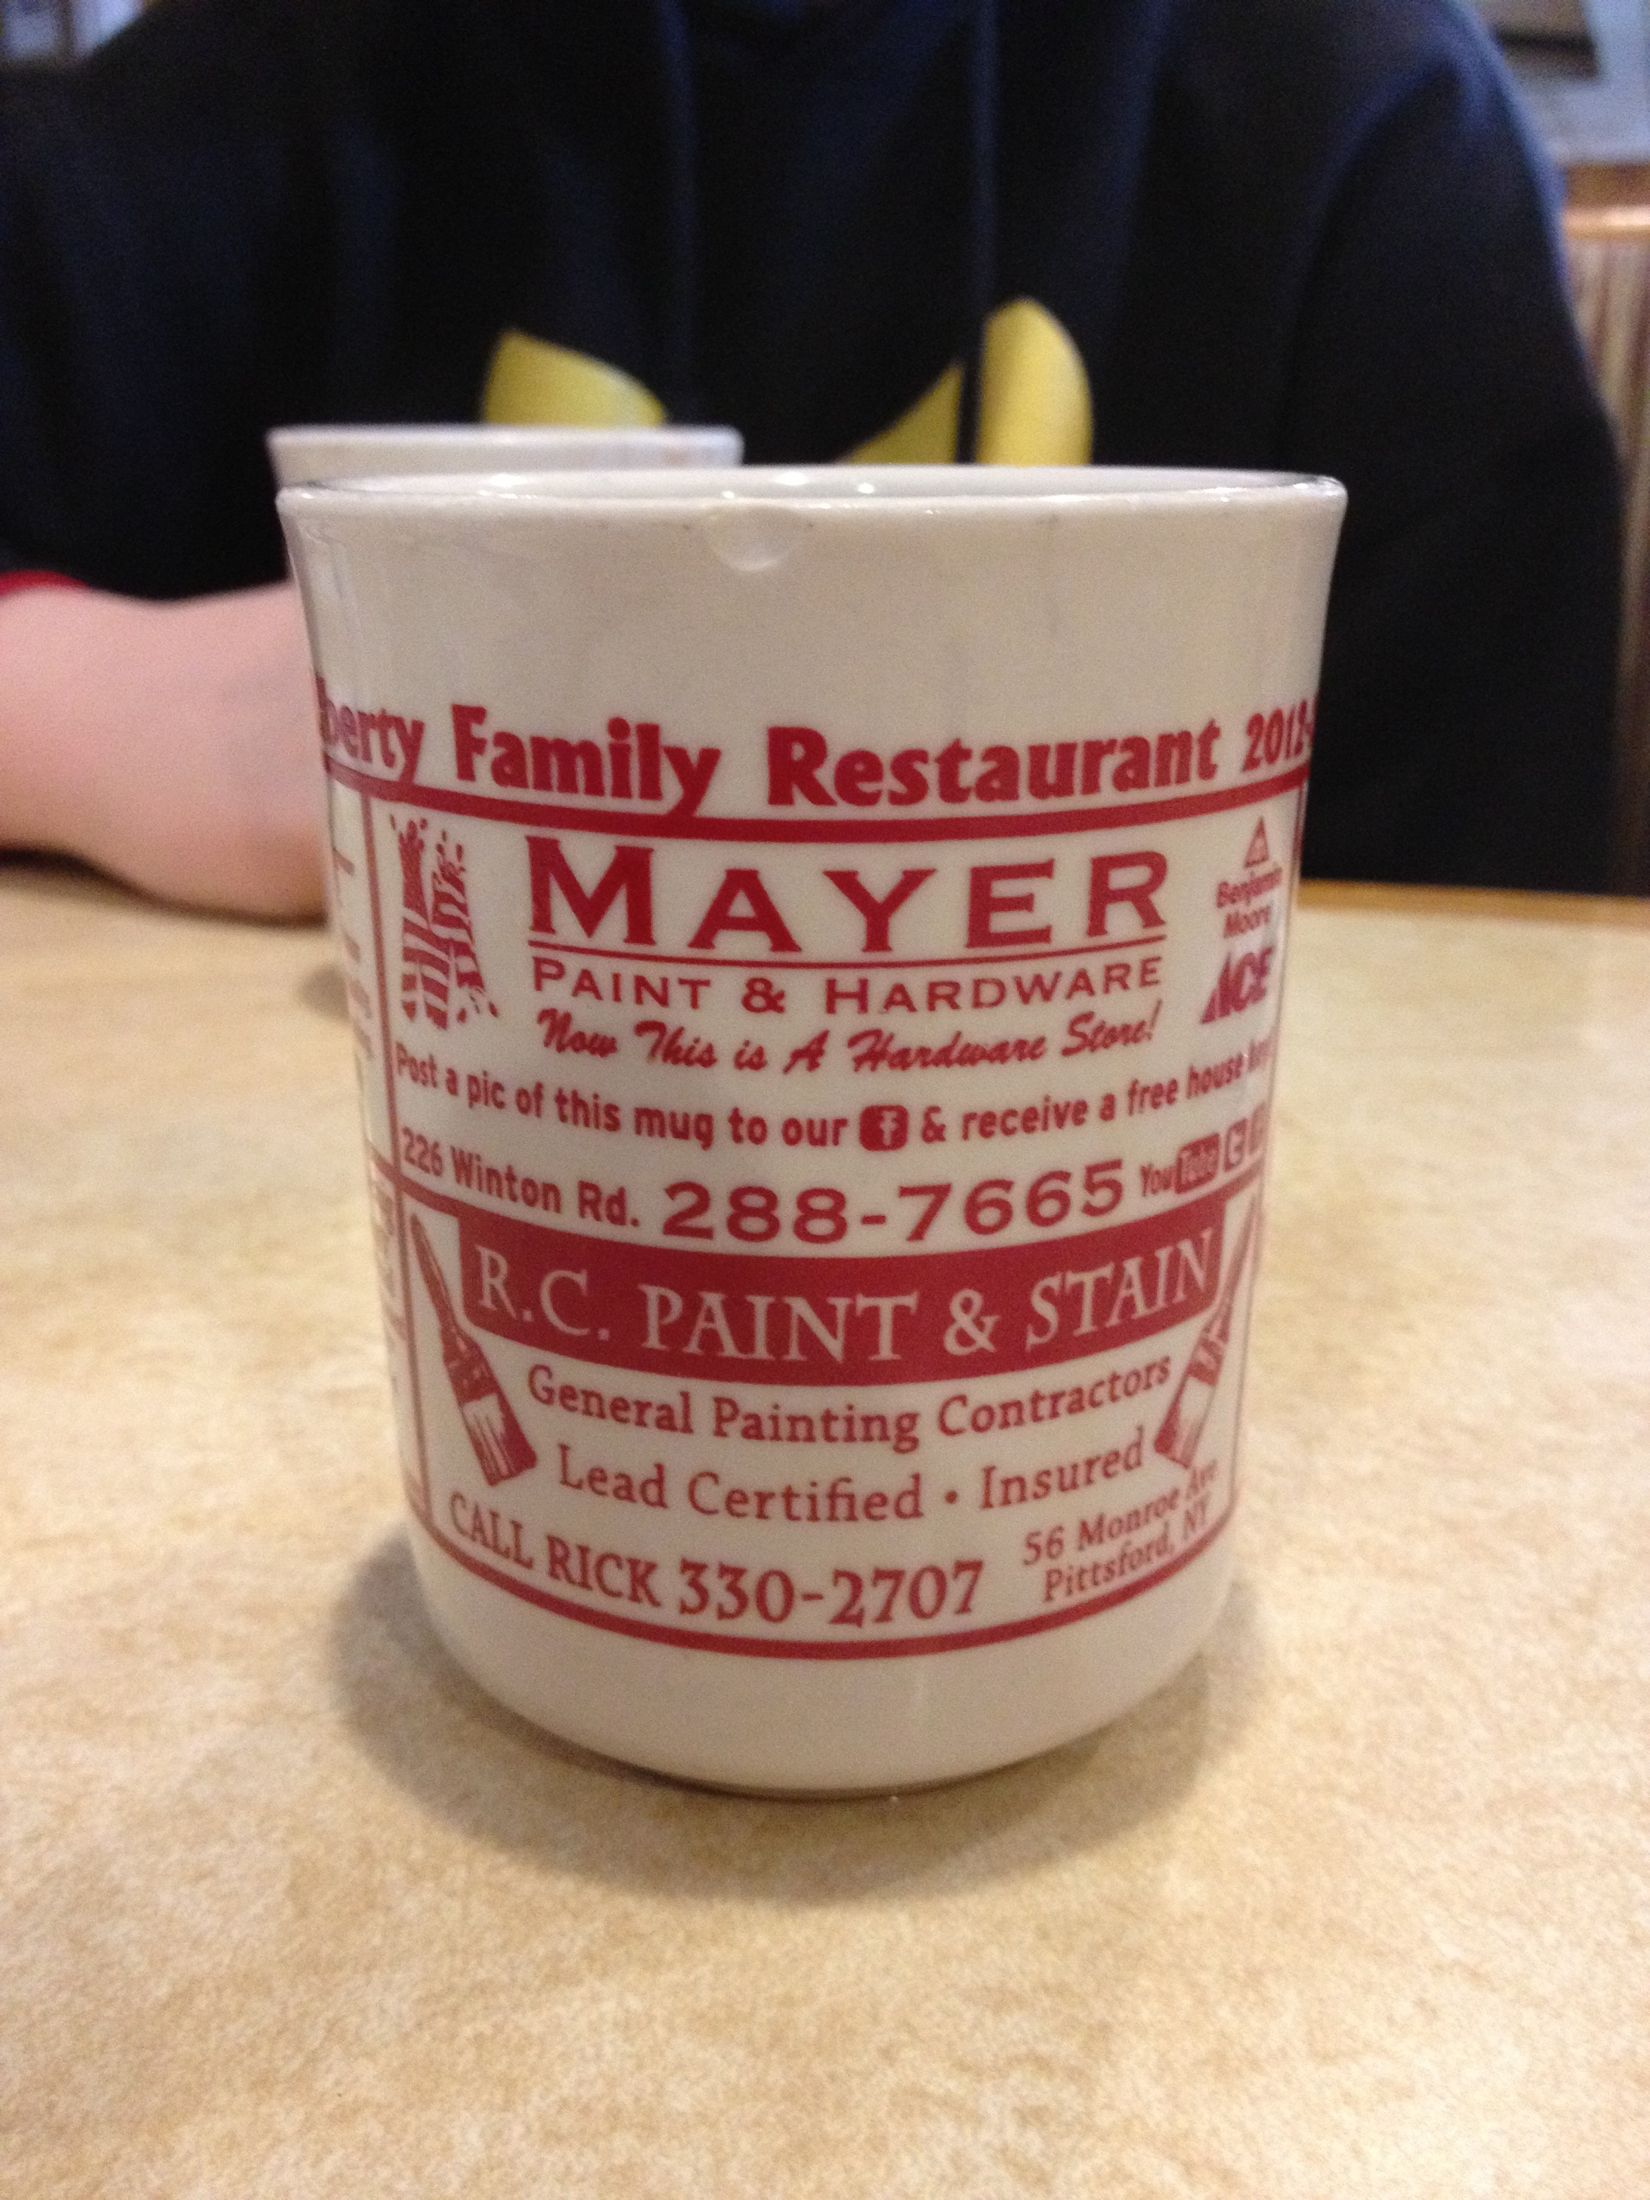 Family Restaurant
MAYER
PAINT & HARDWARE
Now This is A Hardware Store!
Benjamin
Moore
ACE
Post a pic of this mug to our f & receive a free house key!
226 Winton Rd. 288-7665 YouTube
R.C. PAINT & STAIN
General Painting Contractors
Lead Certified • Insured
CALL RICK 330-2707
56 Monroe Ave
Pittsford, NY